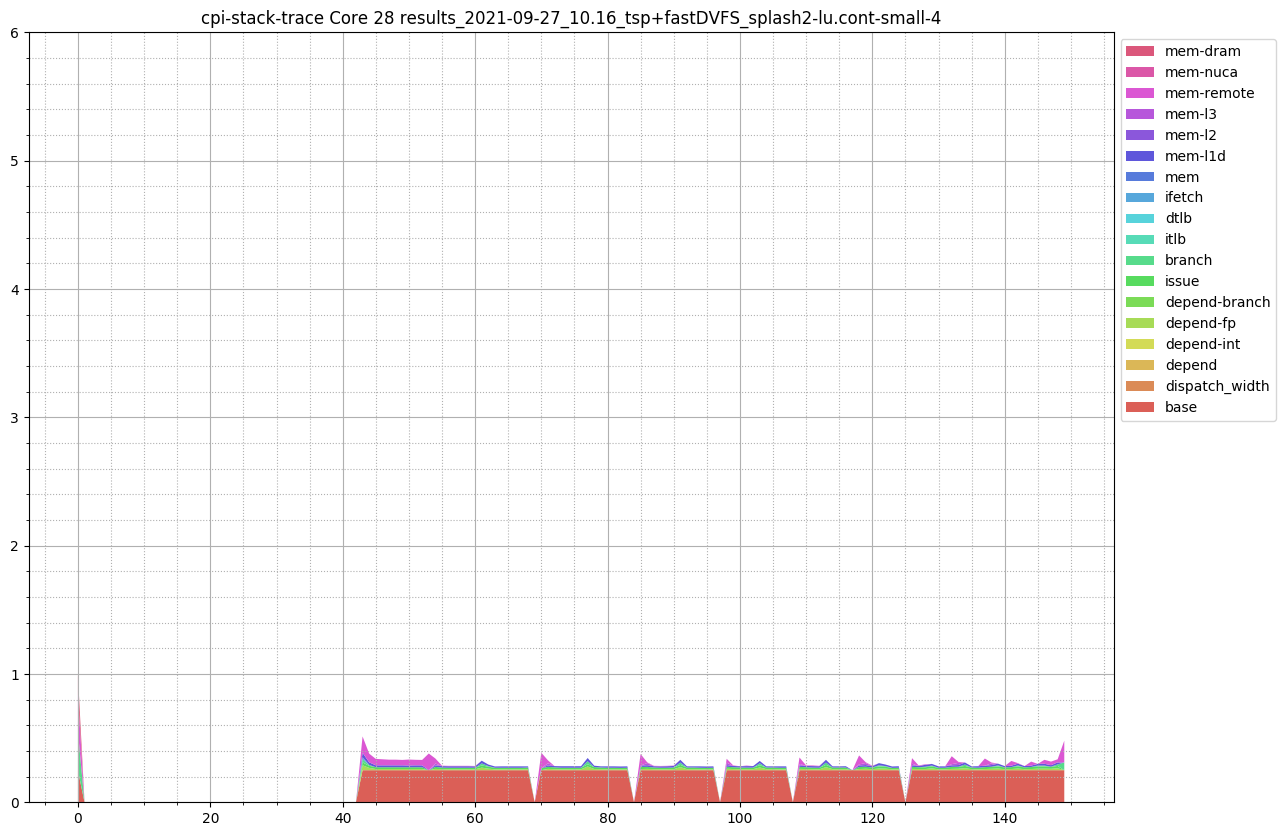 cpi-stack-trace Core 28 results_2021-09-27_10.16_tsp+fastDVFS_splash2-lu.cont-small-4
6
5
4
3
2
1
0
0
20
40
60
80
100
120
140
mem-dram
mem-nuca
mem-remote
mem-l3
mem-l2
mem-l1d
mem
ifetch
dtlb
itlb
branch
issue
depend-branch
depend-fp
depend-int
depend
dispatch_width
base